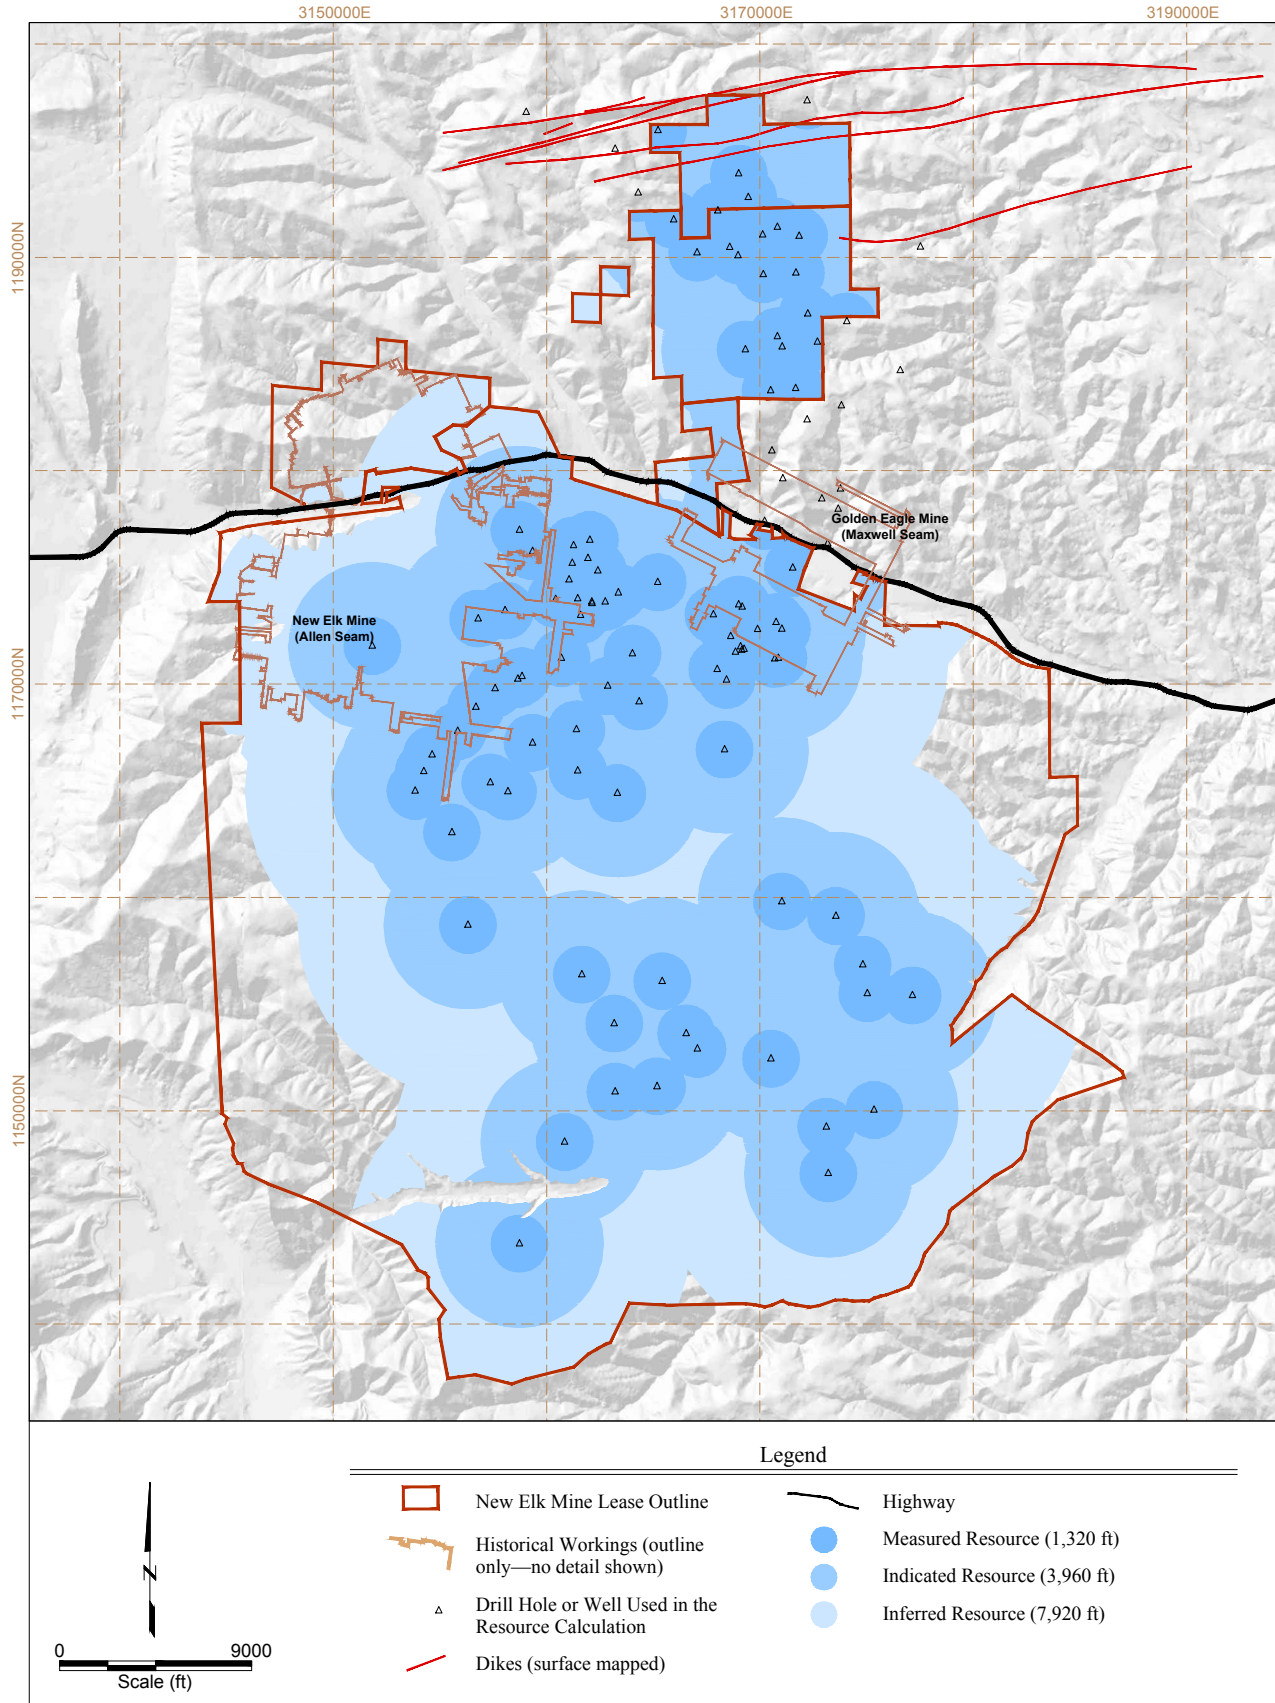 3150000E
3170000E
3190000E
1190000N
1170000N
1150000N
Golden Eagle Mine
(Maxwell Seam)
New Elk Mine
(Allen Seam)
Legend
New Elk Mine Lease Outline
Historical Workings (outline
only—no detail shown)
Drill Hole or Well Used in the
Resource Calculation
Dikes (surface mapped)
Highway
Measured Resource (1,320 ft)
Indicated Resource (3,960 ft)
Inferred Resource (7,920 ft)
N
0
9000
Scale (ft)